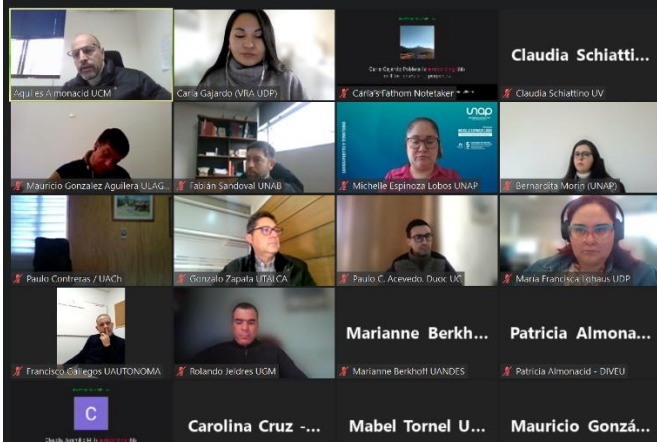 Aquiles Almonacid UCM
Carla Gajardo (VRA UDP)
Carla's Fathom Notetaker
Claudia Schiatti...
Claudia Schiattino UV
Mauricio Gonzalez Aguilera ULAG...
Fabián Sandoval UNAB
unap
Michelle Espinoza Lobos UNAP
Bernardita Morin (UNAP)
Paulo Contreras / UACh
Gonzalo Zapata UTALCA
Paulo C. Acevedo. Duoc UC
María Francisca Lohaus UDP
Francisco Gallegos UAUTONOMA
Rolando Jeldres UGM
Marianne Berkh...
Marianne Berkhoff UANDES
Patricia Almona...
Patricia Almonacid - DIVEU
C
Carolina Cruz -...
Mabel Tornel U...
Mauricio Gonzá...